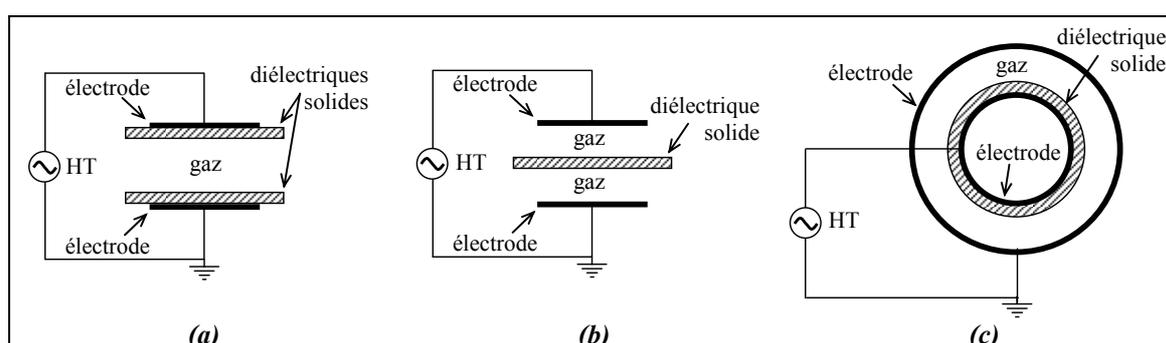 électrode
diélectriques
solides
HT
gaz
électrode
(a)
électrode
diélectrique
solide
gaz
HT
gaz
électrode
(b)
électrode
gaz
diélectrique
solide
électrode
HT
(c)